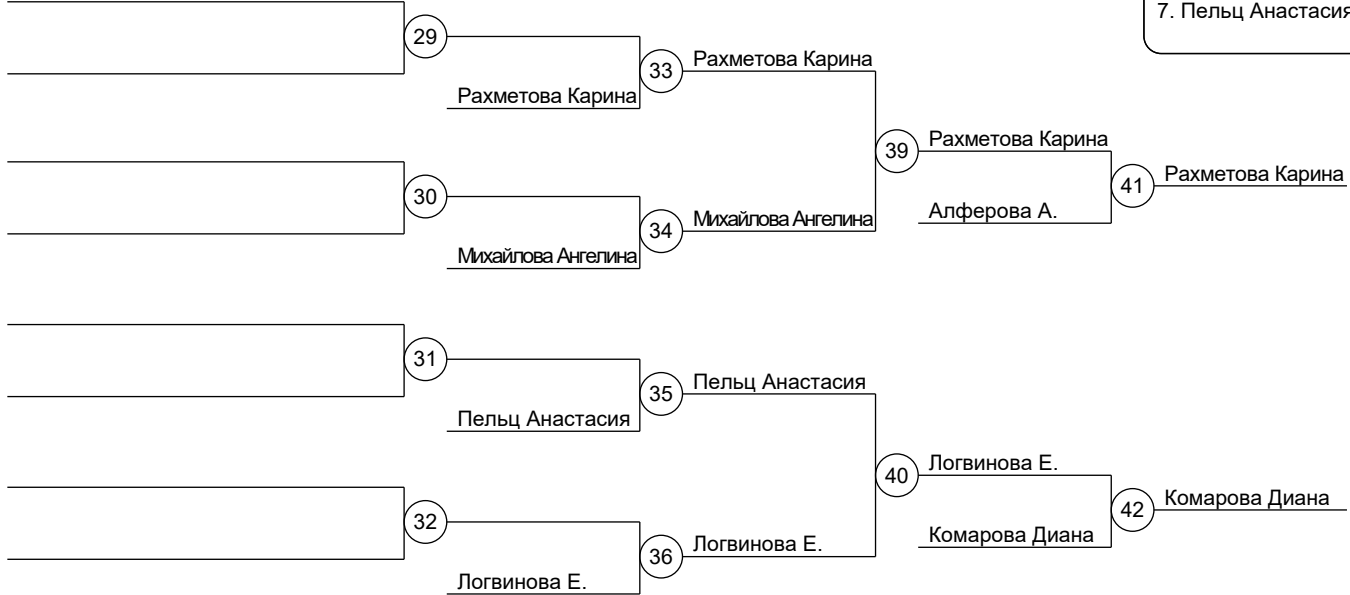 7. Пельц Анастасия
29
33
Рахметова Карина
Рахметова Карина
39
Рахметова Карина
41
Рахметова Карина
30
34
Михайлова Ангелина
Алферова А.
Михайлова Ангелина
31
35
Пельц Анастасия
Пельц Анастасия
40
Логвинова Е.
42
Комарова Диана
32
36
Логвинова Е.
Комарова Диана
Логвинова Е.